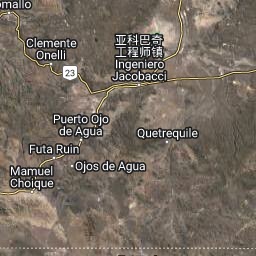 omallo
Clemente
Onelli
23
亚科巴奇
工程师镇
Ingeniero
Jacobacci
Puerto Ojo
de Agua
Quetrequile
Futa Ruin
Ojos de Agua
Mamuel
Choique